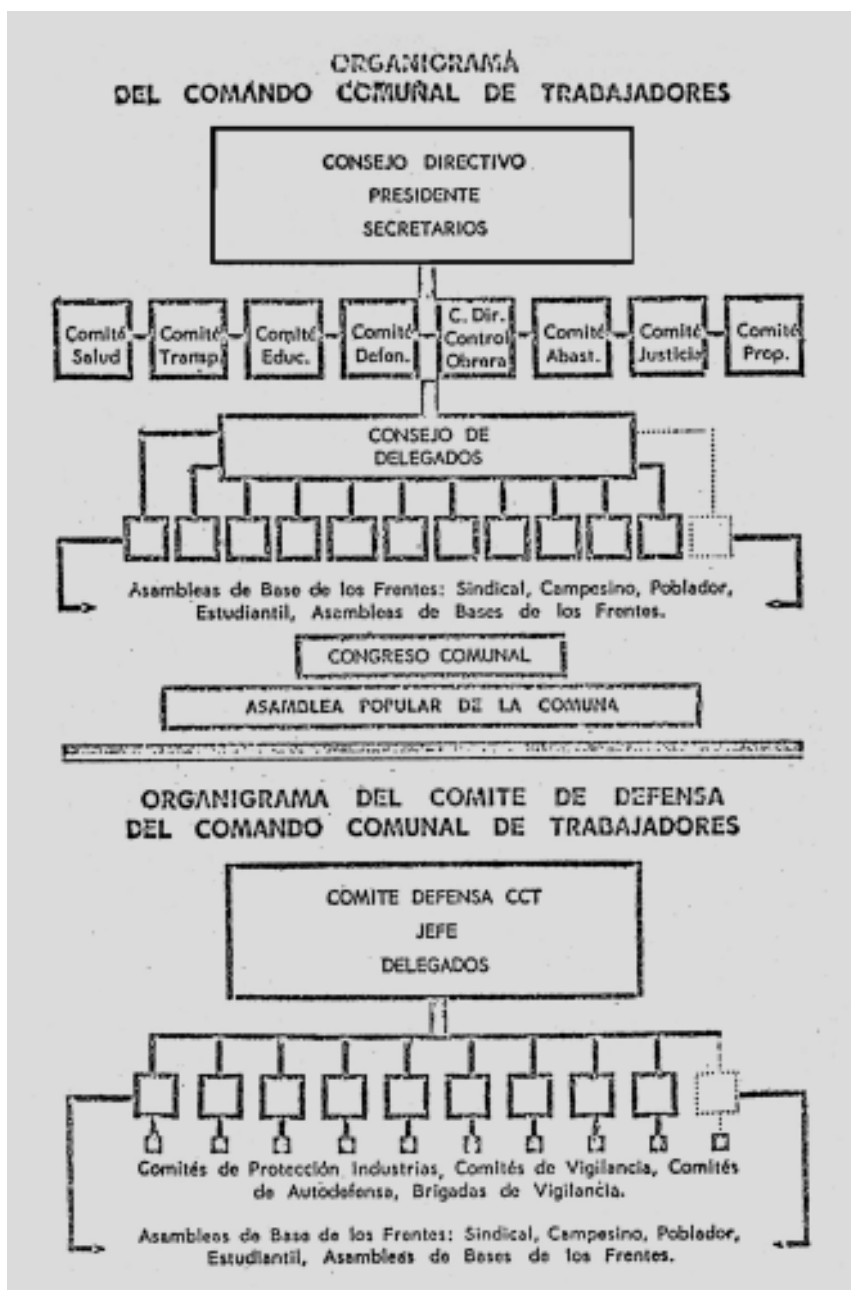 ORGANIGRAMA
DEL COMANDO COMUNAL DE TRABAJADORES
CONSEJO DIRECTIVO
PRESIDENTE
SECRETARIOS
Comité
Salud
Comité
Transp.
Comité
Educ.
Comité
Defen.
C. Dir.
Control
Obrera
Comité
Abast.
Comité
Justicia
Comité
Prop.
CONSEJO DE
DELEGADOS
Asambleas de Base de los Frentes: Sindical, Campesino, Poblador,
Estudiantil, Asambleas de Bases de los Frentes.
CONGRESO COMUNAL
ASAMBLEA POPULAR DE LA COMUNA
ORGANIGRAMA DEL COMITE DE DEFENSA
DEL COMANDO COMUNAL DE TRABAJADORES
COMITE DEFENSA CCT
JEFE
DELEGADOS
Comités de Protección Industrias, Comités de Vigilancia, Comités
de Autodefensa, Brigadas de Vigilancia.
Asambleas de Base de los Frentes: Sindical, Campesino, Poblador,
Estudiantil, Asambleas de Bases de los Frentes.